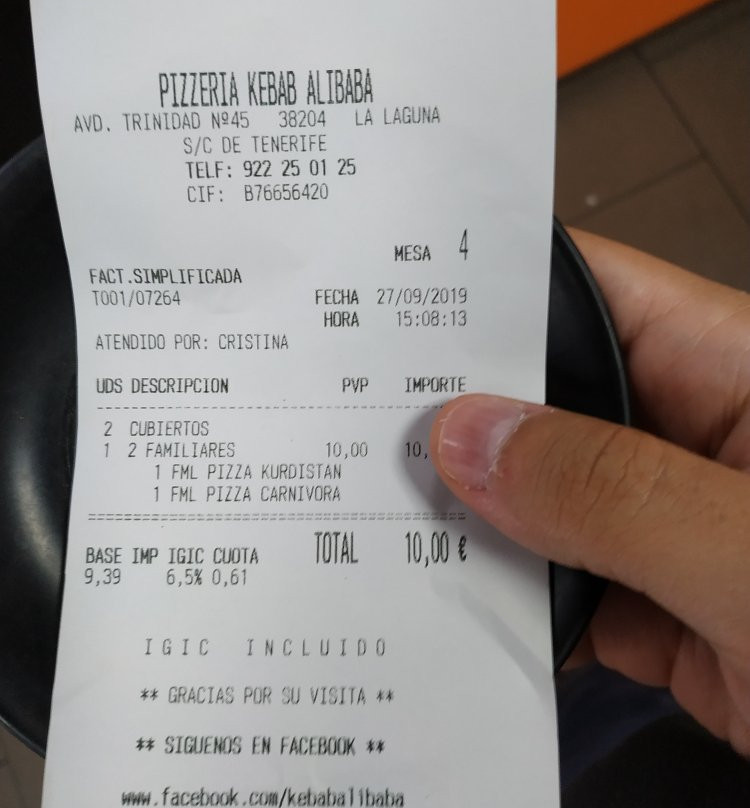 PIZZERIA KEBAB ALIBABA
AVD. TRINIDAD Nº45 38204 LA LAGUNA
S/C DE TENERIFE
TELF: 922 25 01 25
CIF: B76656420
MESA 4
FACT.SIMPLIFICADA
T001/07264 FECHA 27/09/2019
HORA 15:08:13
ATENDIDO POR: CRISTINA
UDS DESCRIPCION PVP IMPORTE
2 CUBIERTOS
1 2 FAMILIARES 10,00 10,
1 FML PIZZA KURDISTAN
1 FML PIZZA CARNIVORA
BASE IMP IGIC CUOTA TOTAL 10,00 €
9,39 6,5% 0,61
IGIC INCLUIDO
** GRACIAS POR SU VISITA **
** SIGUENOS EN FACEBOOK **
www.facebook.com/kebabalibaba